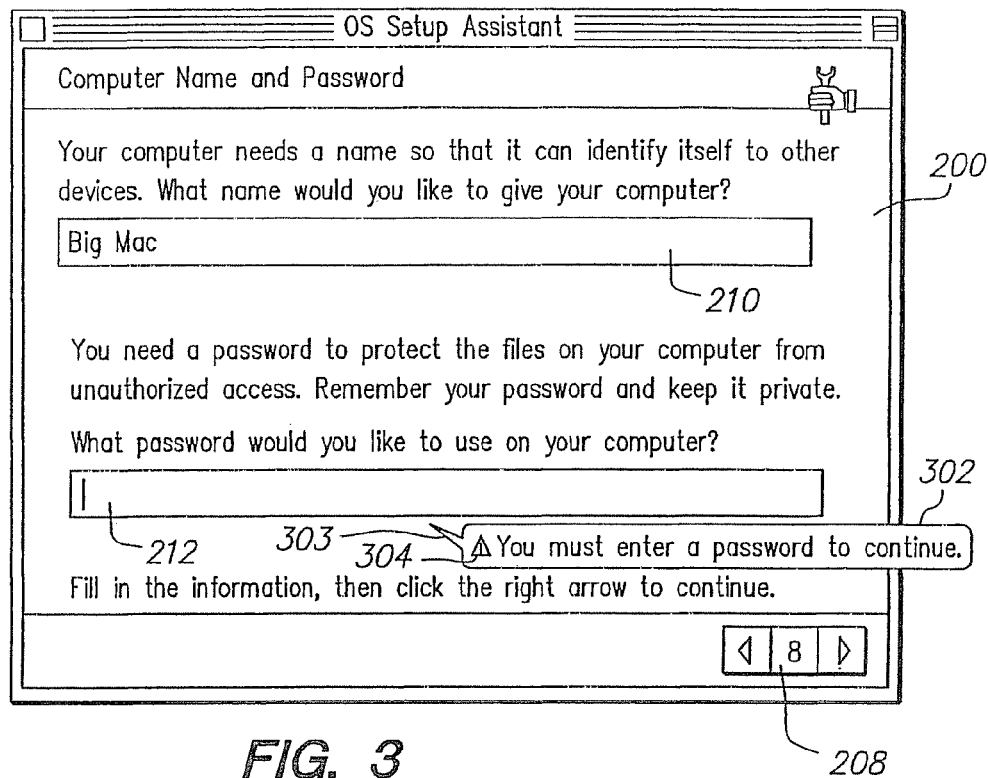 OS Setup Assistant
Computer Name and Password
Your computer needs a name so that it can identify itself to other
devices. What name would you like to give your computer?
200
Big Mac
210
You need a password to protect the files on your computer from
unauthorized access. Remember your password and keep it private.
What password would you like to use on your computer?
302
212
303
304
You must enter a password to continue.
Fill in the information, then click the right arrow to continue.
8
208
FIG. 3